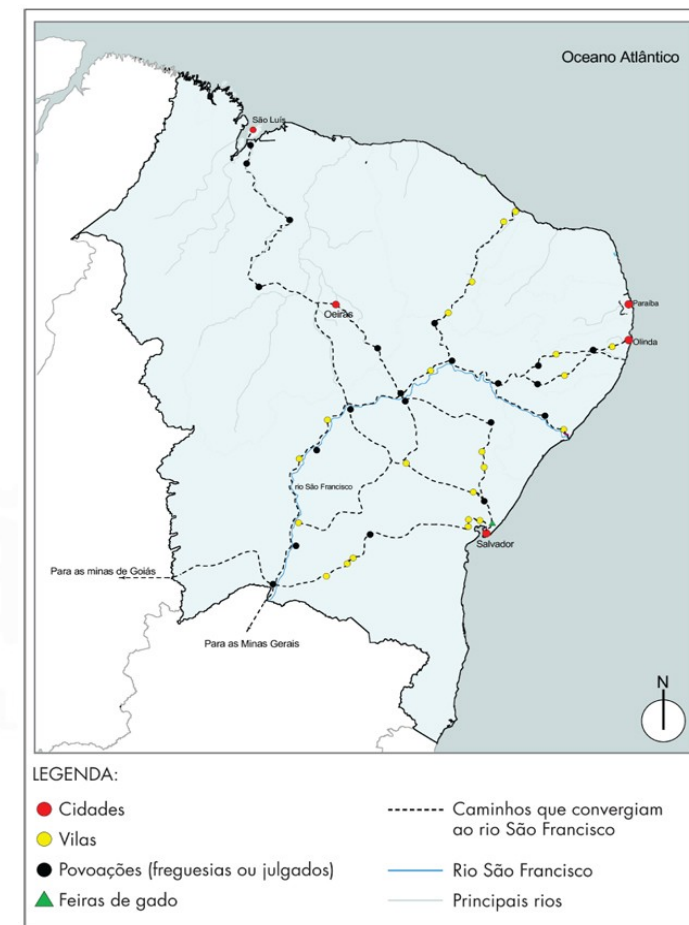 Oceano Atlântico
São Luís
Oeiras
Paraíba
Olinda
rio São Francisco
Salvador
Para as minas de Goiás
Para as Minas Gerais
N
LEGENDA:
Cidades
Vilas
Povoações (freguesias ou julgados)
Feiras de gado
Caminhos que convergiam
ao rio São Francisco
Rio São Francisco
Principais rios